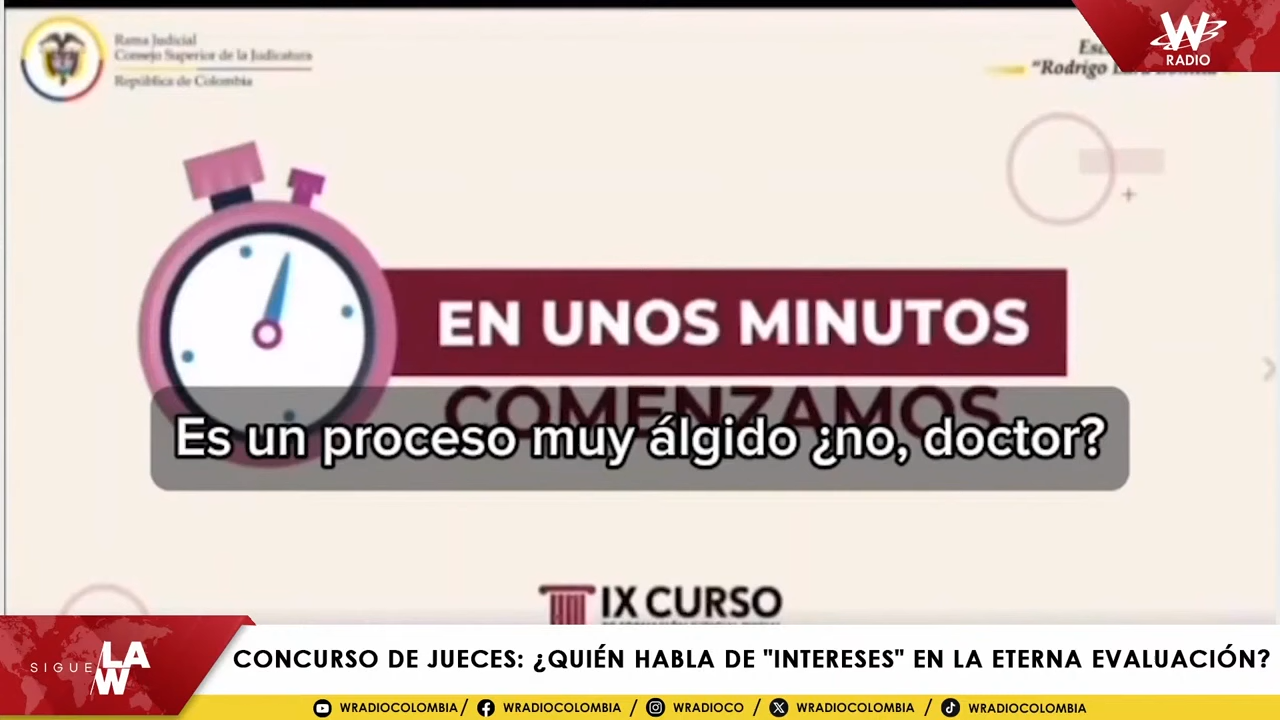 Rama Judicial
Consejo Superior de la Judicatura
República de Colombia
"Rodrigo
W
RADIO
EN UNOS MINUTOS
COMENZAMOS
Es un proceso muy álgido ¿no, doctor?
IX CURSO
SIGUE LA W
CONCURSO DE JUECES: ¿QUIÉN HABLA DE "INTERESES" EN LA ETERNA EVALUACIÓN?
WRADIOCOLOMBIA/ WRADIOCOLOMBIA / WRADIOCO / WRADIOCOLOMBIA / WRADIOCOLOMBIA